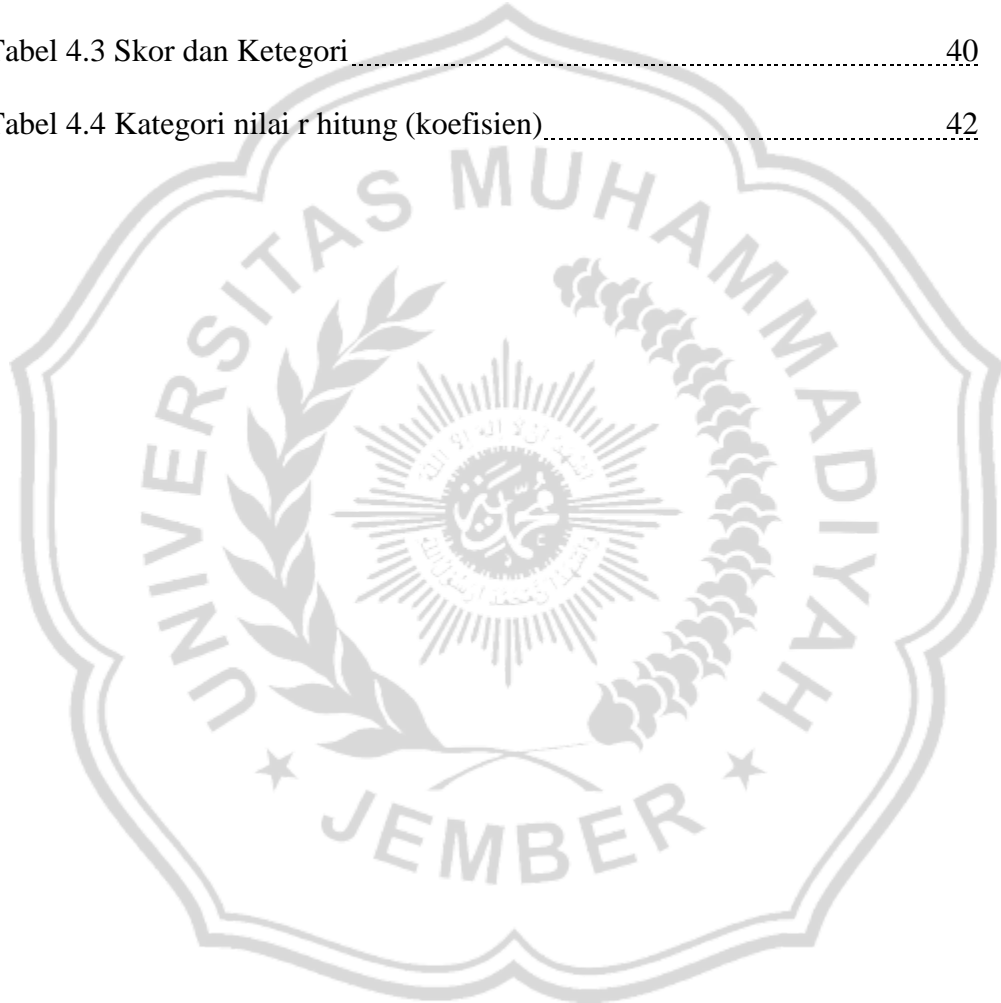 Tabel 4.3 Skor dan Ketegori 40
Tabel 4.4 Kategori nilai r hitung (koefisien) 42
UNIVERSITAS MUHAMMADIYAH
JEMBER